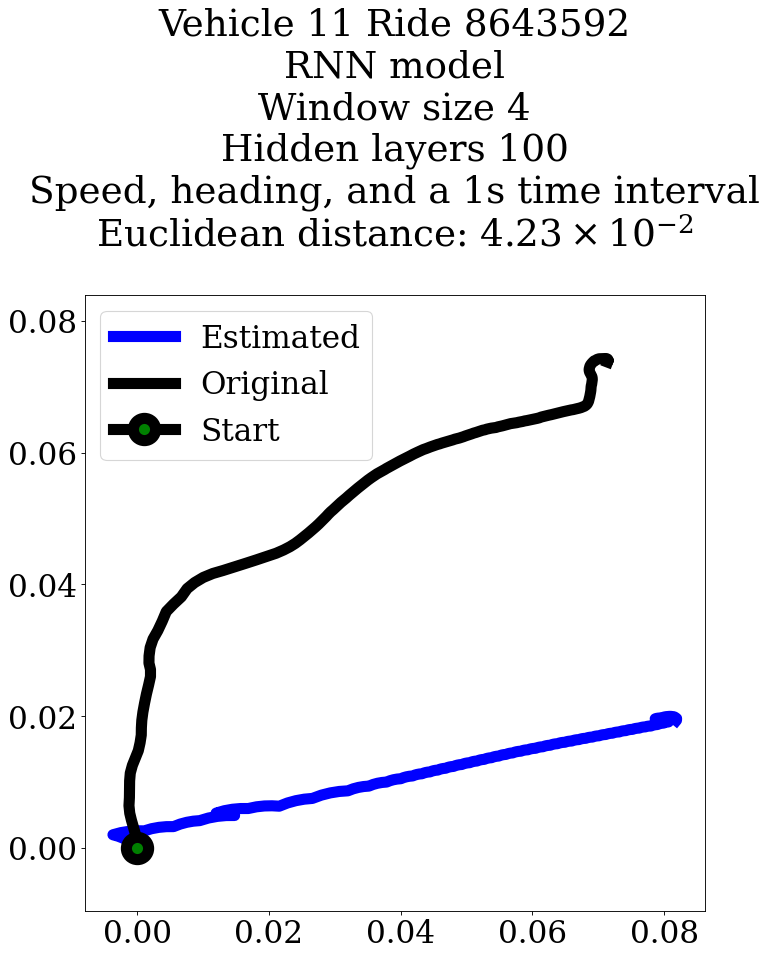 Vehicle 11 Ride 8643592
RNN model
Window size 4
Hidden layers 100
Speed, heading, and a 1s time interval
Euclidean distance: 4.23 × 10⁻²
Estimated
Original
Start
0.08
0.06
0.04
0.02
0.00
0.00 0.02 0.04 0.06 0.08